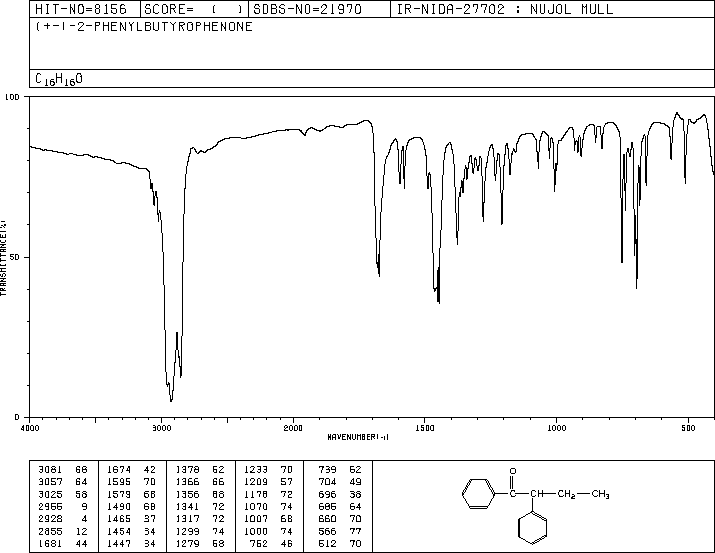 HIT-NO=8156 SCORE= ( ) SDBS-NO=21970 IR-NIDA-27702 : NUJOL MULL
(+-)-2-PHENYLBUTYROPHENONE
C16H16O
100
50
0
TRANSMITTANCE(%)
4000 3000 2000 1500 1000 500
WAVENUMBER(-1)
3081 66 1674 42 1378 52 1233 70 739 62
3057 64 1595 70 1366 66 1209 57 704 49
3025 58 1579 68 1356 68 1178 72 696 38
2955 9 1490 68 1341 72 1070 74 685 64
2928 4 1465 37 1317 72 1007 68 660 70
2855 12 1454 34 1299 74 1000 74 566 77
1681 44 1447 34 1279 58 752 46 512 70
O
C CH CH2 CH3